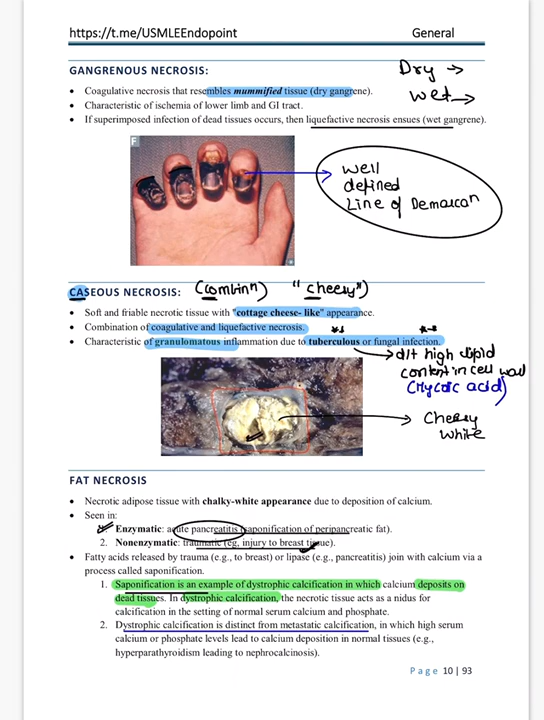 https://t.me/USMLEEndopoint General
GANGRENOUS NECROSIS:
Dry →
wet →
• Coagulative necrosis that resembles mummified tissue (dry gangrene).
• Characteristic of ischemia of lower limb and GI tract.
• If superimposed infection of dead tissues occurs, then liquefactive necrosis ensues (wet gangrene).
F
well
defined
Line of Demarcan
CASEOUS NECROSIS: (combinn) "cheesy")
• Soft and friable necrotic tissue with "cottage cheese- like" appearance.
• Combination of coagulative and liquefactive necrosis.
• Characteristic of granulomatous inflammation due to tuberculous or fungal infection.
d/t high lipid
content in cell wall
(Mycolic acid)
Cheesy
white
FAT NECROSIS
• Necrotic adipose tissue with chalky-white appearance due to deposition of calcium.
• Seen in:
1. Enzymatic: acute pancreatitis (saponification of peripancreatic fat).
2. Nonenzymatic: traumatic (eg, injury to breast tissue).
• Fatty acids released by trauma (e.g., to breast) or lipase (e.g., pancreatitis) join with calcium via a
process called saponification.
1. Saponification is an example of dystrophic calcification in which calcium deposits on
dead tissues. In dystrophic calcification, the necrotic tissue acts as a nidus for
calcification in the setting of normal serum calcium and phosphate.
2. Dystrophic calcification is distinct from metastatic calcification, in which high serum
calcium or phosphate levels lead to calcium deposition in normal tissues (e.g.,
hyperparathyroidism leading to nephrocalcinosis).
Page 10 | 93